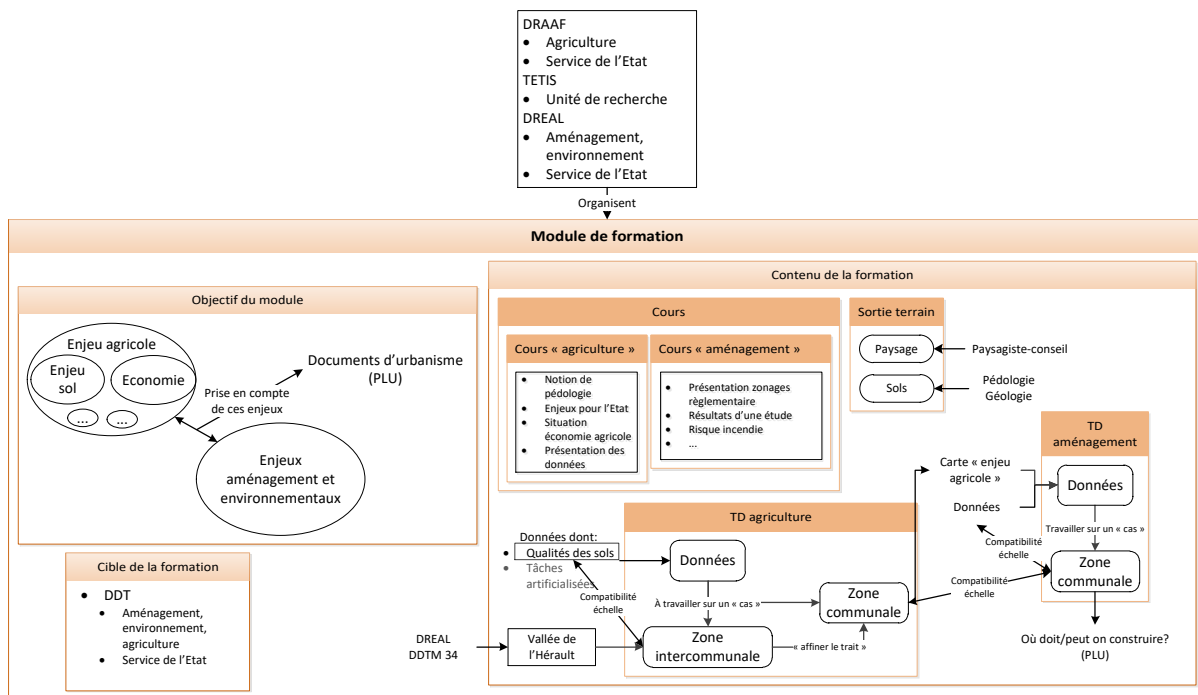 DRAAF
• Agriculture
• Service de l'Etat
TETIS
• Unité de recherche
DREAL
• Aménagement,
environnement
• Service de l'Etat
Organisent
Module de formation
Objectif du module
Enjeu agricole
Enjeu
sol
Economie
...
...
Prise en compte
de ces enjeux
Documents d'urbanisme
(PLU)
Enjeux
aménagement et
environnementaux
Cible de la formation
• DDT
• Aménagement,
environnement,
agriculture
• Service de l'Etat
Contenu de la formation
Cours
Cours « agriculture »
• Notion de
pédologie
• Enjeux pour l'Etat
• Situation
économie agricole
• Présentation des
données
Cours « aménagement »
• Présentation zonages
règlementaire
• Résultats d'une étude
• Risque incendie
• ...
Sortie terrain
Paysage
Paysagiste-conseil
Sols
Pédologie
Géologie
TD agriculture
Données dont:
• Qualités des sols
• Tâches
artificialisées
Compatibilité
échelle
Données
À travailler sur un « cas »
Zone
communale
DREAL
DDTM 34
Vallée de
l'Hérault
Zone
intercommunale
« affiner le trait »
TD
aménagement
Carte « enjeu
agricole »
Données
Données
Travailler sur un « cas »
Compatibilité
échelle
Compatibilité
échelle
Zone
communale
Où doit/peut on construire?
(PLU)